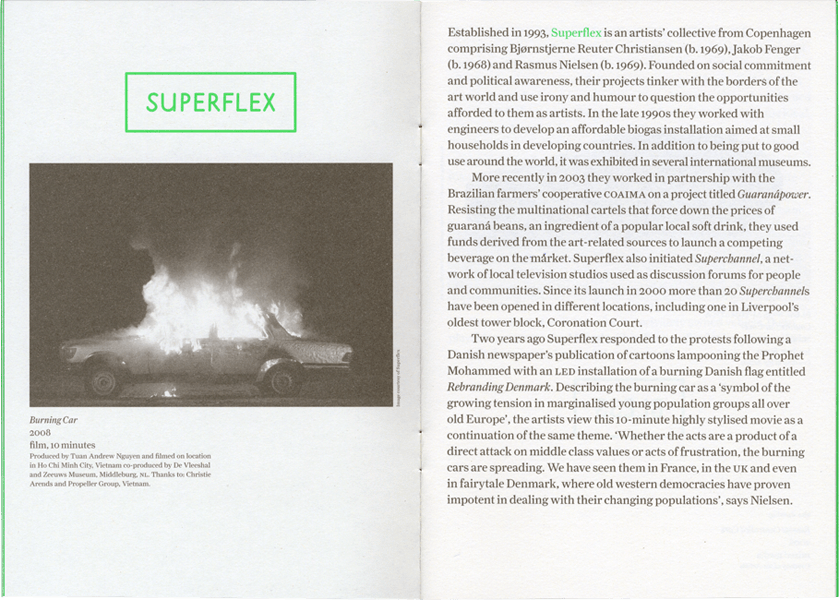 SUPERFLEX
Image courtesy of Superflex
Burning Car
2008
film, 10 minutes
Produced by Tuan Andrew Nguyen and filmed on location
in Ho Chi Minh City, Vietnam co-produced by De Vleeshal
and Zeeuws Museum, Middleburg, NL. Thanks to: Christie
Arends and Propeller Group, Vietnam.
Established in 1993, Superflex is an artists’ collective from Copenhagen
comprising Bjørnstjerne Reuter Christiansen (b. 1969), Jakob Fenger
(b. 1968) and Rasmus Nielsen (b. 1969). Founded on social commitment
and political awareness, their projects tinker with the borders of the
art world and use irony and humour to question the opportunities
afforded to them as artists. In the late 1990s they worked with
engineers to develop an affordable biogas installation aimed at small
households in developing countries. In addition to being put to good
use around the world, it was exhibited in several international museums.
More recently in 2003 they worked in partnership with the
Brazilian farmers’ cooperative COAIMA on a project titled Guaranápower.
Resisting the multinational cartels that force down the prices of
guaraná beans, an ingredient of a popular local soft drink, they used
funds derived from the art-related sources to launch a competing
beverage on the márket. Superflex also initiated Superchannel, a net-
work of local television studios used as discussion forums for people
and communities. Since its launch in 2000 more than 20 Superchannels
have been opened in different locations, including one in Liverpool’s
oldest tower block, Coronation Court.
Two years ago Superflex responded to the protests following a
Danish newspaper’s publication of cartoons lampooning the Prophet
Mohammed with an LED installation of a burning Danish flag entitled
Rebranding Denmark. Describing the burning car as a ‘symbol of the
growing tension in marginalised young population groups all over
old Europe’, the artists view this 10-minute highly stylised movie as a
continuation of the same theme. ‘Whether the acts are a product of a
direct attack on middle class values or acts of frustration, the burning
cars are spreading. We have seen them in France, in the UK and even
in fairytale Denmark, where old western democracies have proven
impotent in dealing with their changing populations’, says Nielsen.